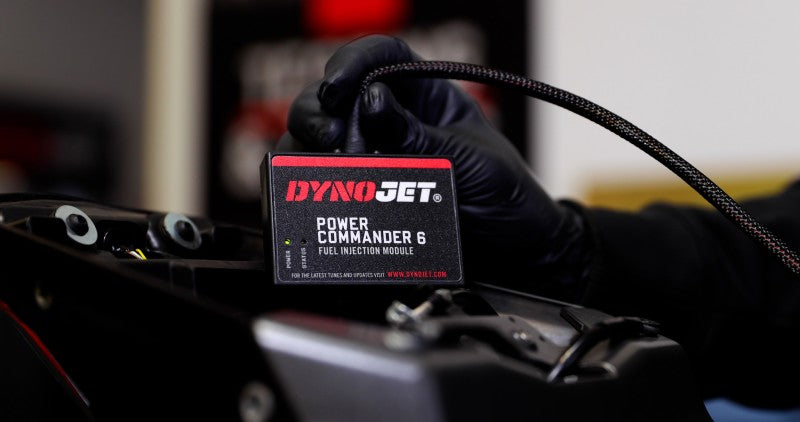 DYNOJET®
POWER
COMMANDER 6
FUEL INJECTION MODULE
POWER
STATUS
FOR THE LATEST TUNES AND UPDATES VISIT WWW.DYNOJET.COM